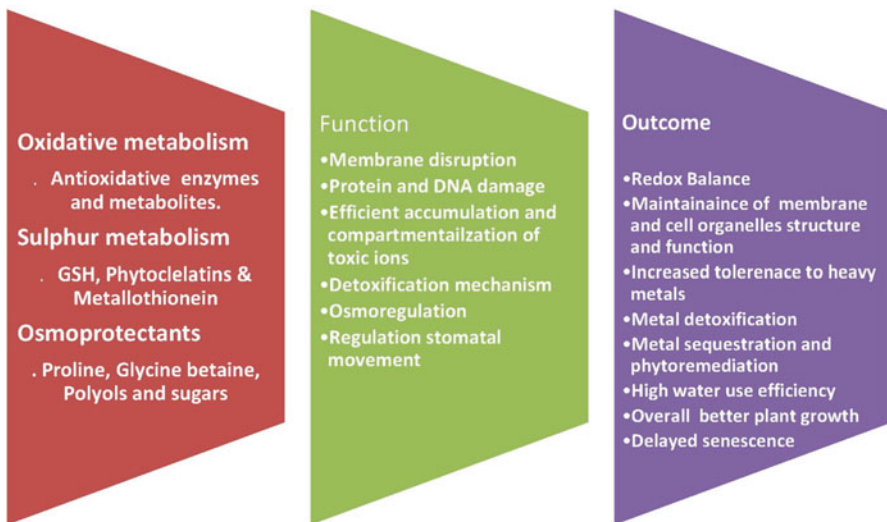 Oxidative metabolism
. Antioxidative enzymes
and metabolites.
Sulphur metabolism
. GSH, Phytoclelatins &
Metallothionein
Osmoprotectants
. Proline, Glycine betaine,
Polyols and sugars
Function
•Membrane disruption
•Protein and DNA damage
•Efficient accumulation and
compartmentailzation of
toxic ions
•Detoxification mechanism
•Osmoregulation
•Regulation stomatal
movement
Outcome
•Redox Balance
•Maintainaince of membrane
and cell organelles structure
and function
•Increased tolerenace to heavy
metals
•Metal detoxification
•Metal sequestration and
phytoremediation
•High water use efficiency
•Overall better plant growth
•Delayed senescence